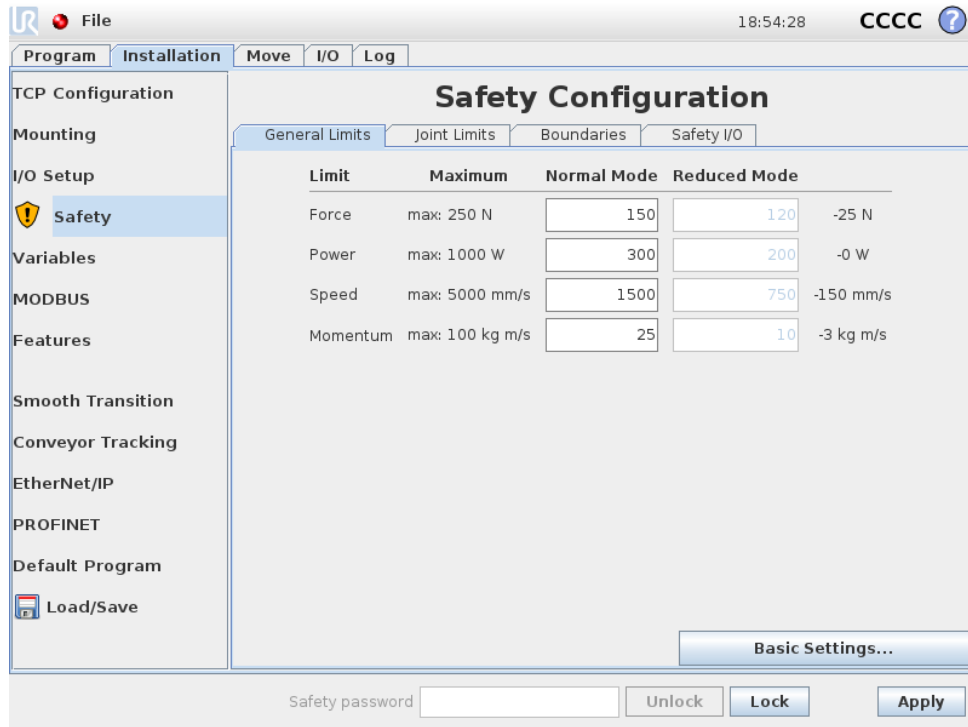 UR File 18:54:28 CCCC ?
Program Installation Move I/O Log
TCP Configuration
Mounting
I/O Setup
Safety
Variables
MODBUS
Features
Smooth Transition
Conveyor Tracking
EtherNet/IP
PROFINET
Default Program
Load/Save
Safety Configuration
General Limits Joint Limits Boundaries Safety I/O
Limit Maximum Normal Mode Reduced Mode
Force max: 250 N 150 120 -25 N
Power max: 1000 W 300 200 -0 W
Speed max: 5000 mm/s 1500 750 -150 mm/s
Momentum max: 100 kg m/s 25 10 -3 kg m/s
Basic Settings...
Safety password Unlock Lock Apply